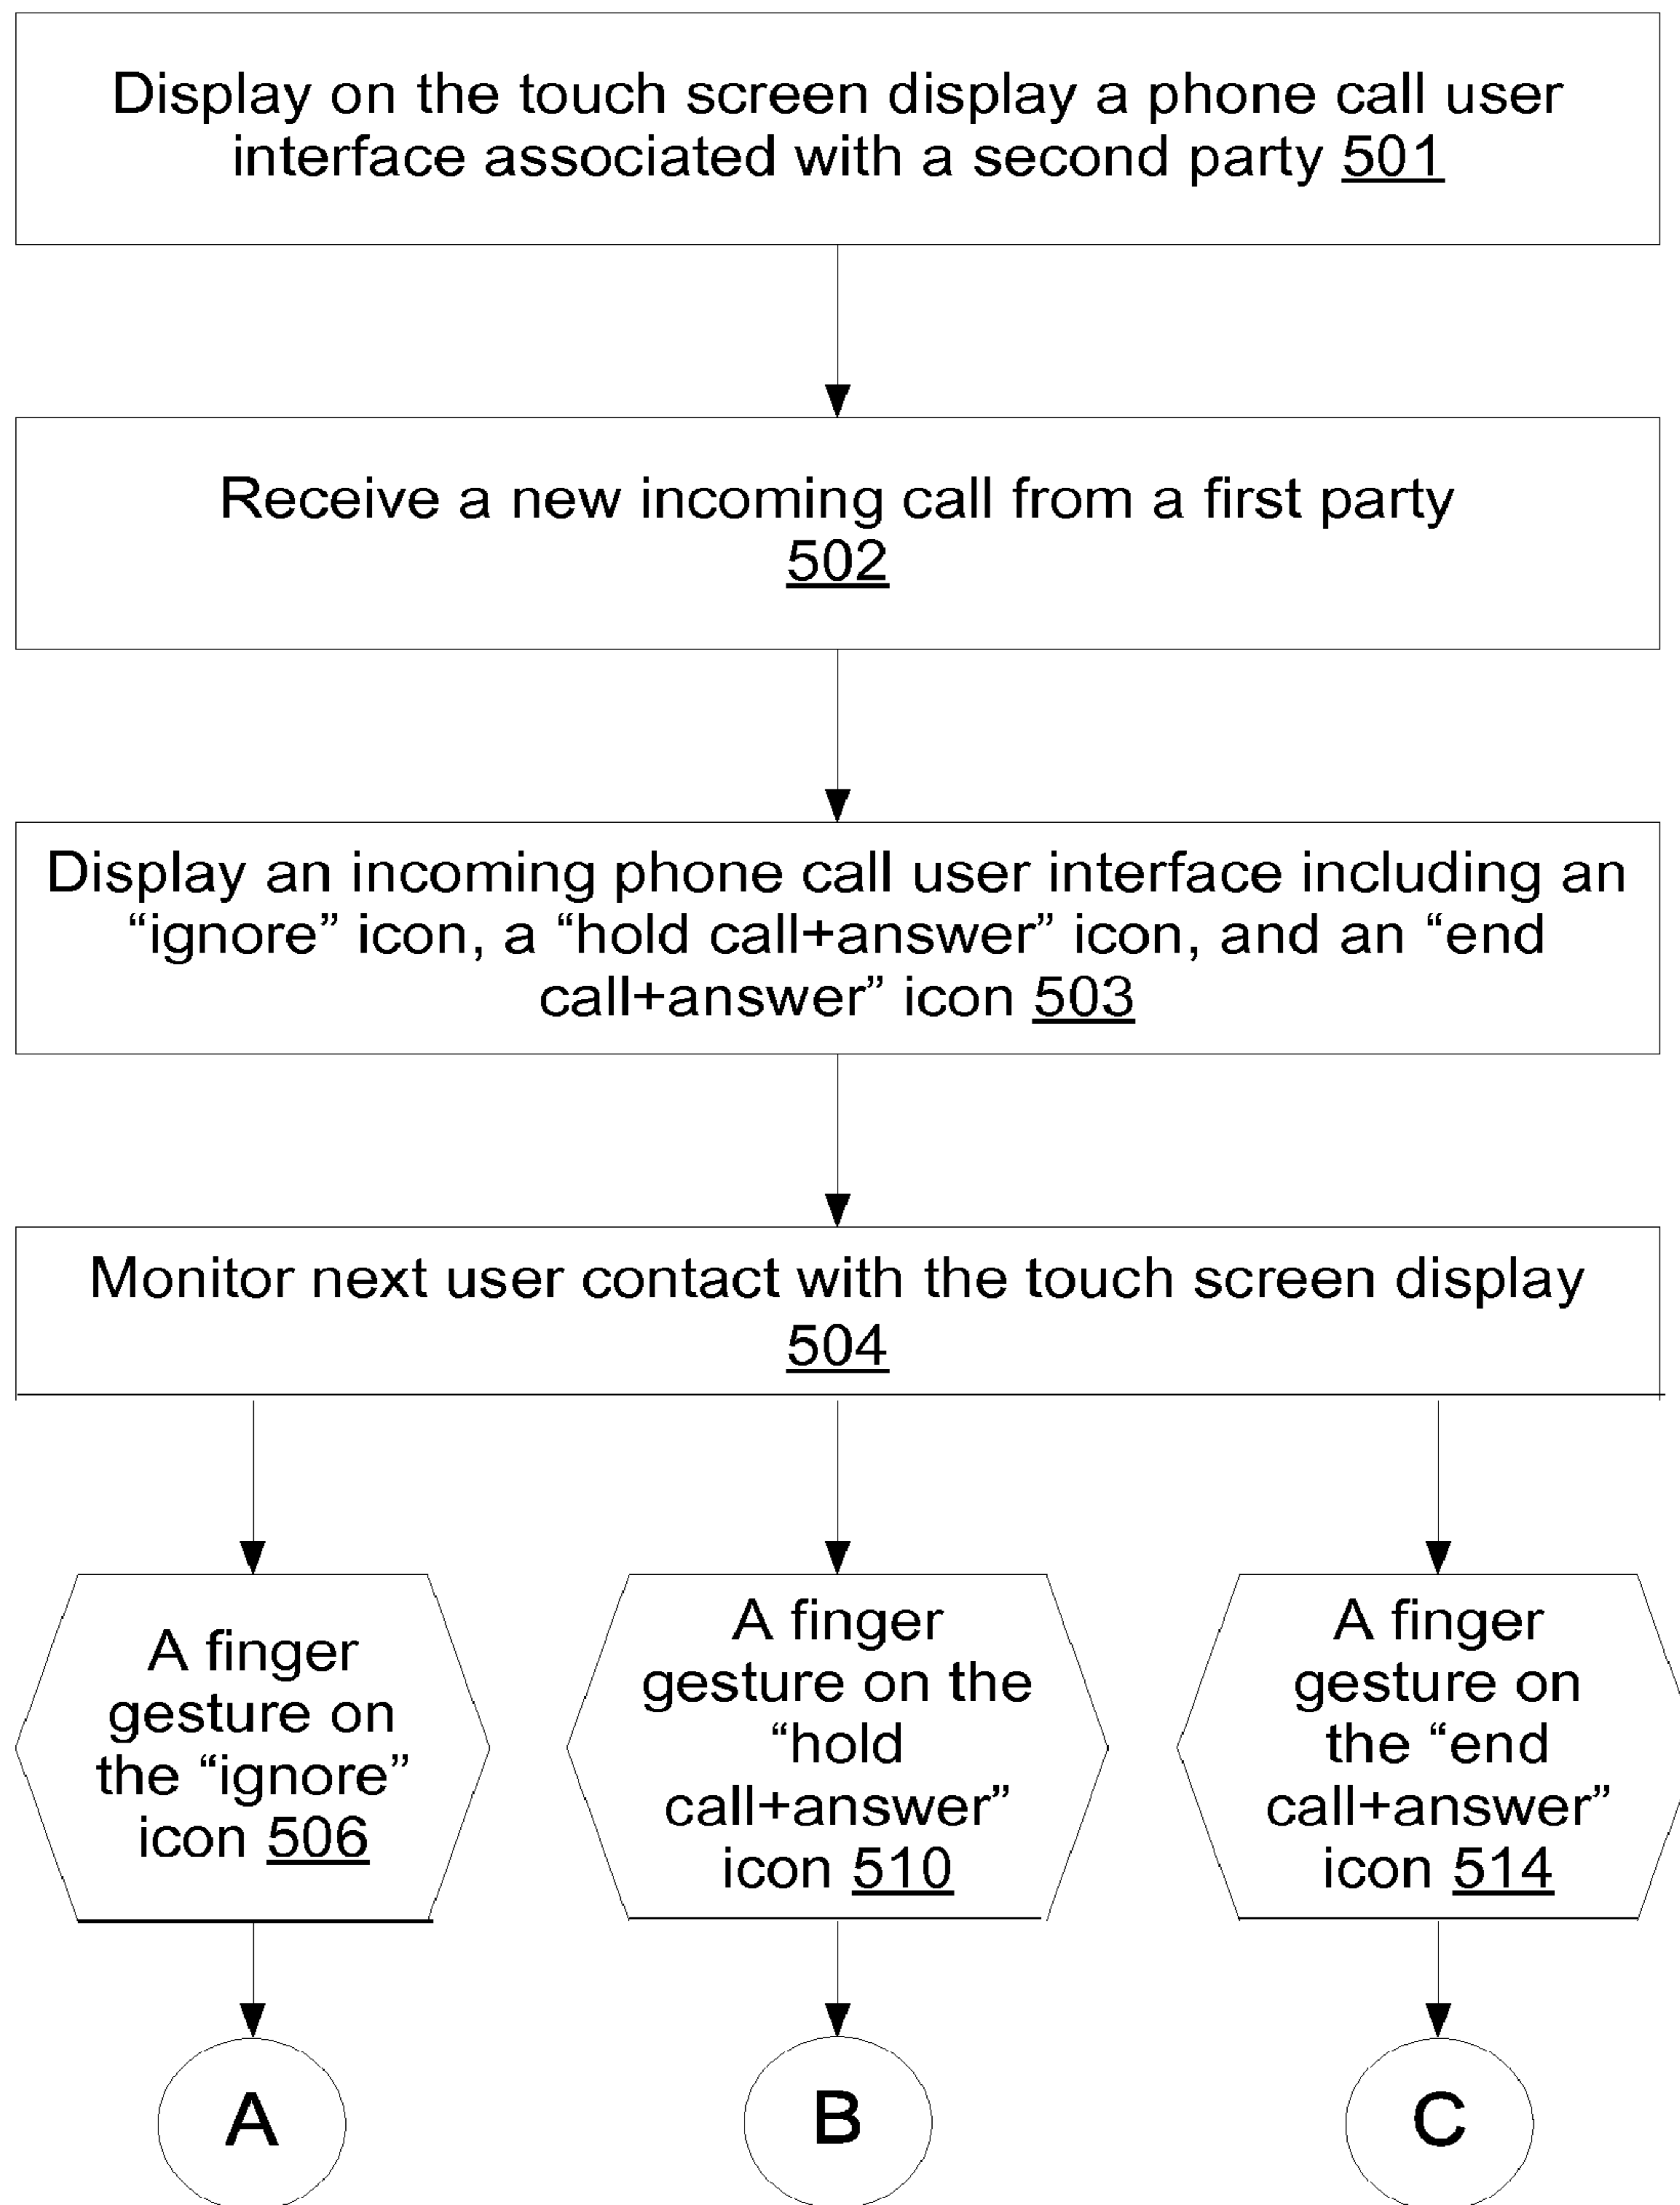 Display on the touch screen display a phone call user
interface associated with a second party 501
Receive a new incoming call from a first party
502
Display an incoming phone call user interface including an
“ignore” icon, a “hold call+answer” icon, and an “end
call+answer” icon 503
Monitor next user contact with the touch screen display
504
A finger
gesture on
the “ignore”
icon 506
A finger
gesture on the
“hold
call+answer”
icon 510
A finger
gesture on
the “end
call+answer”
icon 514
A
B
C